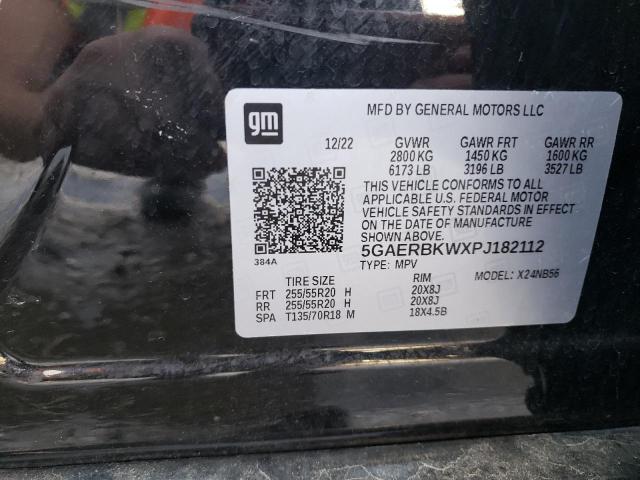 gm
MFD BY GENERAL MOTORS LLC
12/22 GVWR GAWR FRT GAWR RR
2800 KG 1450 KG 1600 KG
6173 LB 3196 LB 3527 LB
THIS VEHICLE CONFORMS TO ALL
APPLICABLE U.S. FEDERAL MOTOR
VEHICLE SAFETY STANDARDS IN EFFECT
ON THE DATE OF MANUFACTURE
SHOWN ABOVE.
384A
5GAERBKWXPJ182112
TYPE: MPV MODEL: X24NB56
TIRE SIZE RIM
FRT 255/55R20 H 20X8J
RR 255/55R20 H 20X8J
SPA T135/70R18 M 18X4.5B